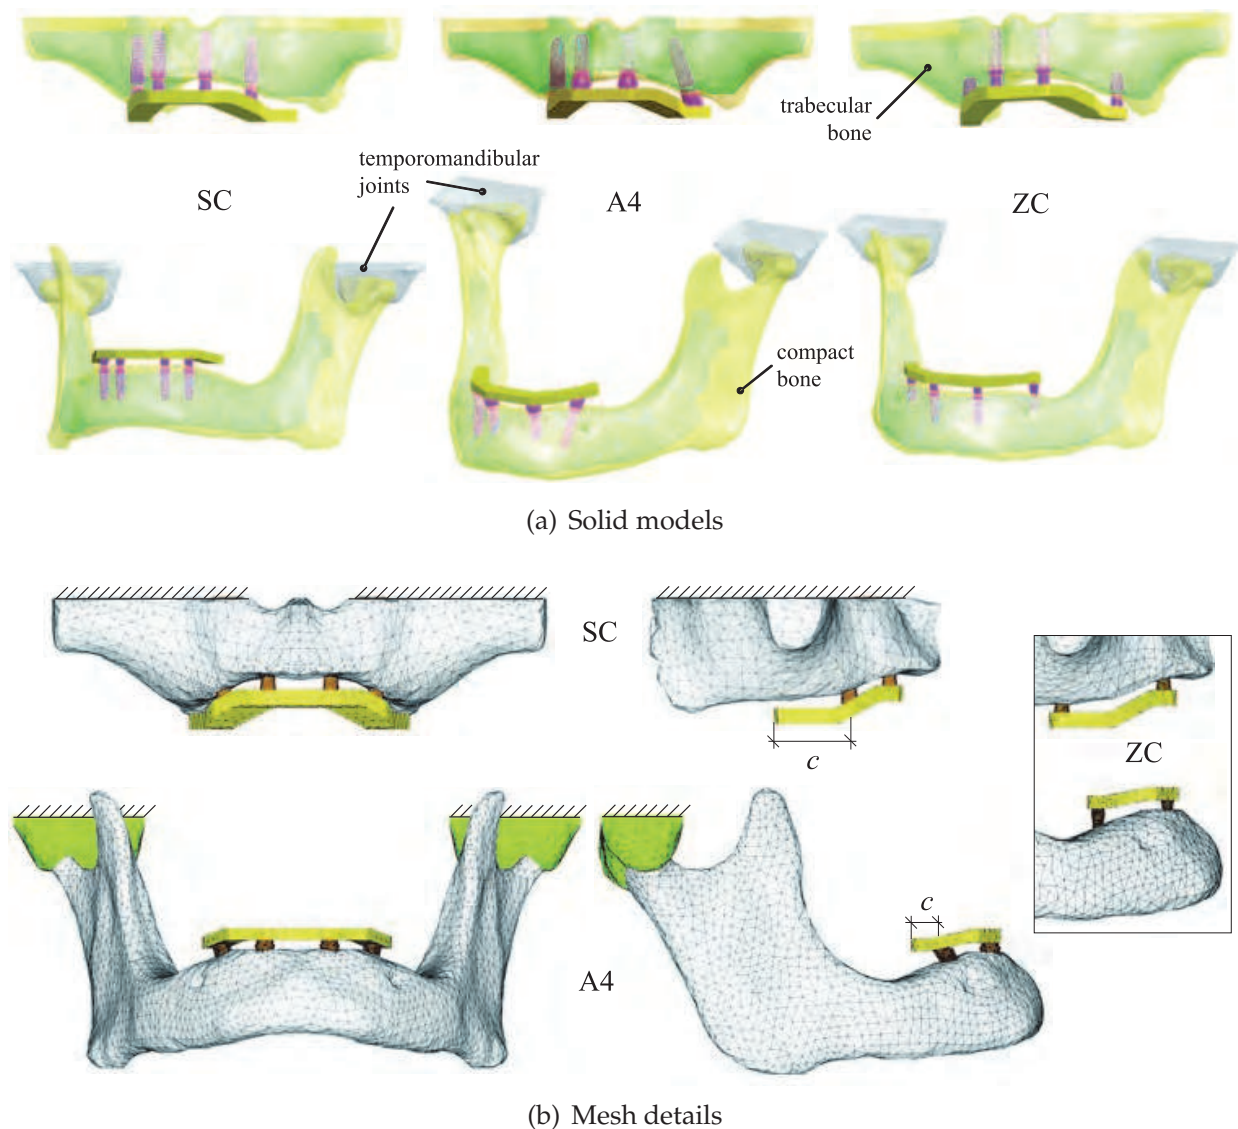 trabecular
bone
temporomandibular
joints
SC
A4
ZC
compact
bone
(a) Solid models
SC
c
ZC
c
A4
(b) Mesh details